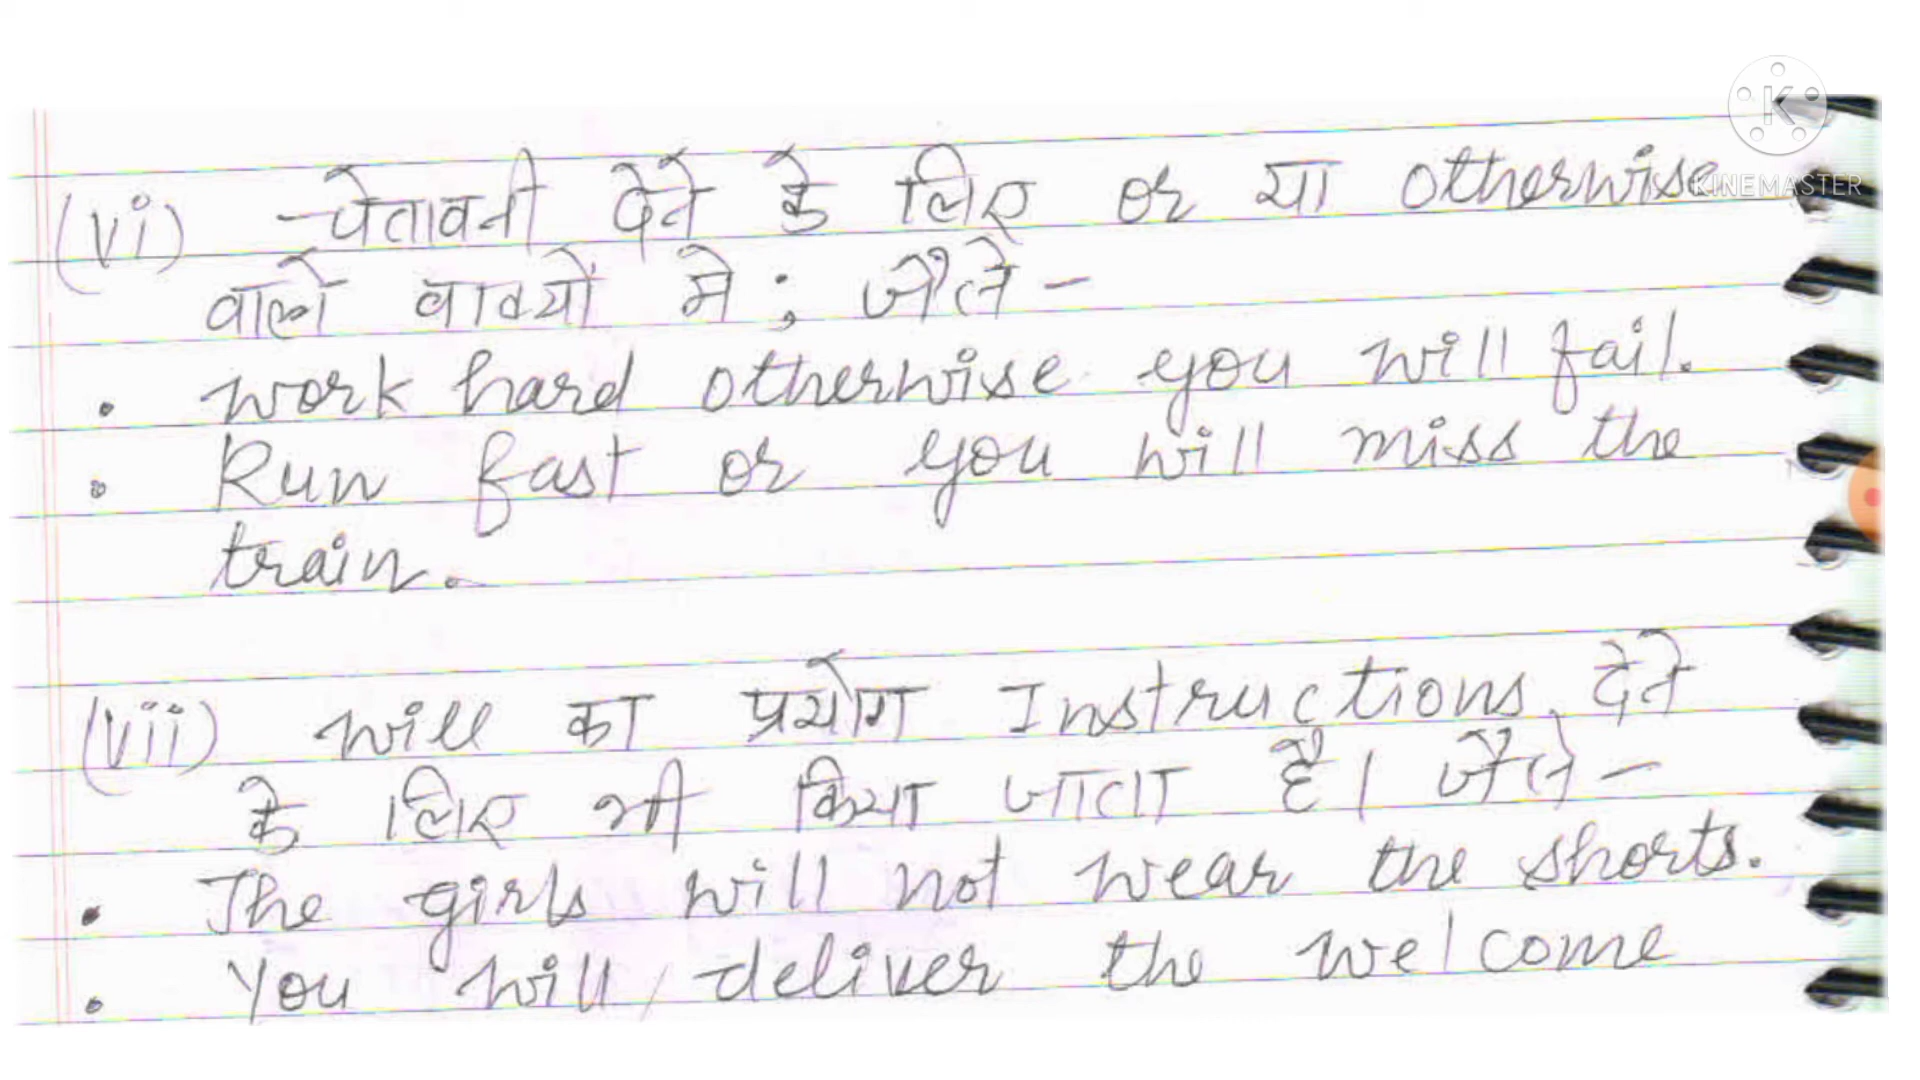 (vi) चेतावनी देने के लिए or या otherwise
वाले वाक्यों मे ; जैसे -
• work hard otherwise you will fail.
• Run fast or you will miss the
train.
(vii) will का प्रयोग Instructions देने
के लिए भी किया जाता है। जैसे -
• The girls will not wear the shorts.
• You will deliver the welcome
K
KINEMASTER